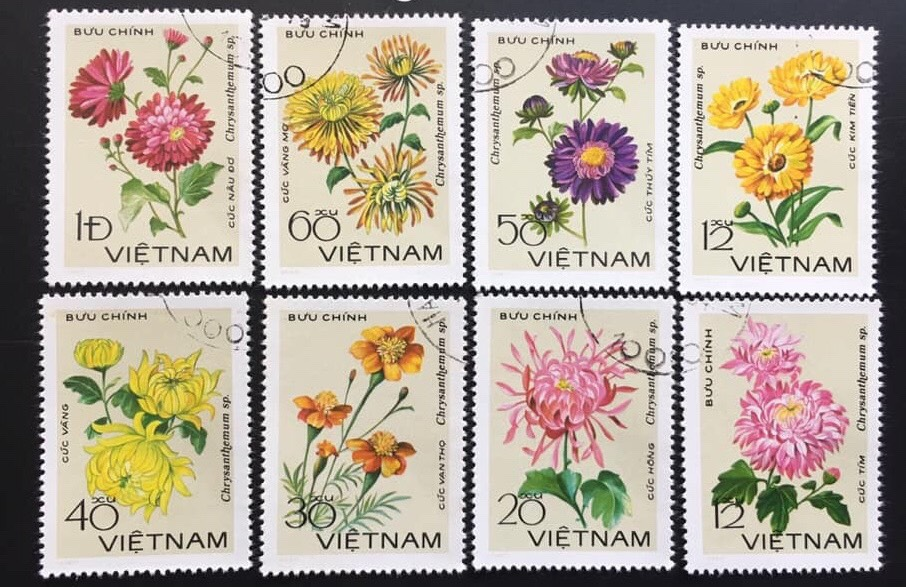 BƯU CHÍNH
Chrysanthemum sp.
CÚC NÂU ĐỎ
1Đ
VIỆTNAM
BƯU CHÍNH
CÚC VÀNG MƠ
Chrysanthemum sp.
60 xu
VIỆTNAM
BƯU CHÍNH
Chrysanthemum sp.
CÚC THÚY TÍM
50 xu
VIỆTNAM
BƯU CHÍNH
Chrysanthemum sp.
CÚC KIM TIỀN
12 xu
VIỆTNAM
BƯU CHÍNH
CÚC VÀNG
Chrysanthemum sp.
40 xu
VIỆTNAM
BƯU CHÍNH
Chrysanthemum sp.
CÚC VẠN THỌ
30 xu
VIỆTNAM
BƯU CHÍNH
Chrysanthemum sp.
CÚC HỒNG
20 xu
VIỆTNAM
BƯU CHÍNH
Chrysanthemum sp.
CÚC TÍM
12 xu
VIỆTNAM